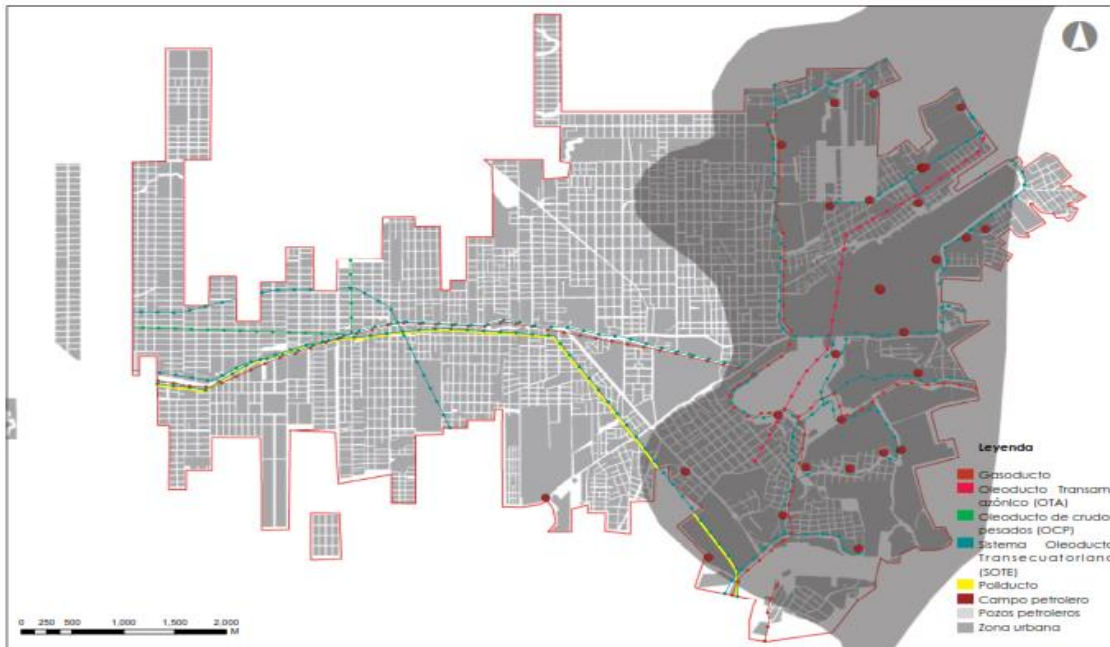 Leyenda
Gasoducto
Oleoducto Transam
azónico (OTA)
Oleoducto de crudo
pesados (OCP)
Sistema Oleoducto
Transecuatoriano
(SOTE)
Poliducto
Campo petrolero
Pozos petroleros
Zona urbana
0 250 500 1,000 1,500 2,000
M